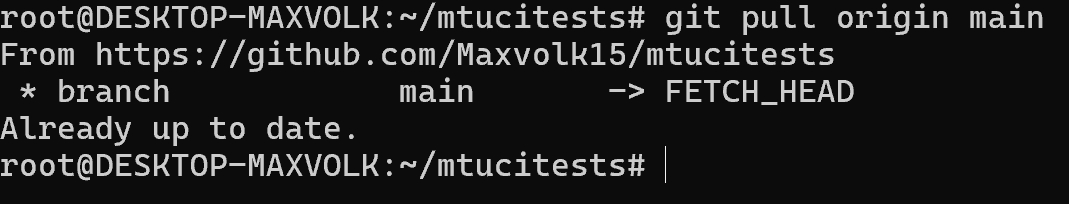 root@DESKTOP-MAXVOLK:~/mtucitests# git pull origin main
From https://github.com/Maxvolk15/mtucitests
 * branch            main       -> FETCH_HEAD
Already up to date.
root@DESKTOP-MAXVOLK:~/mtucitests#